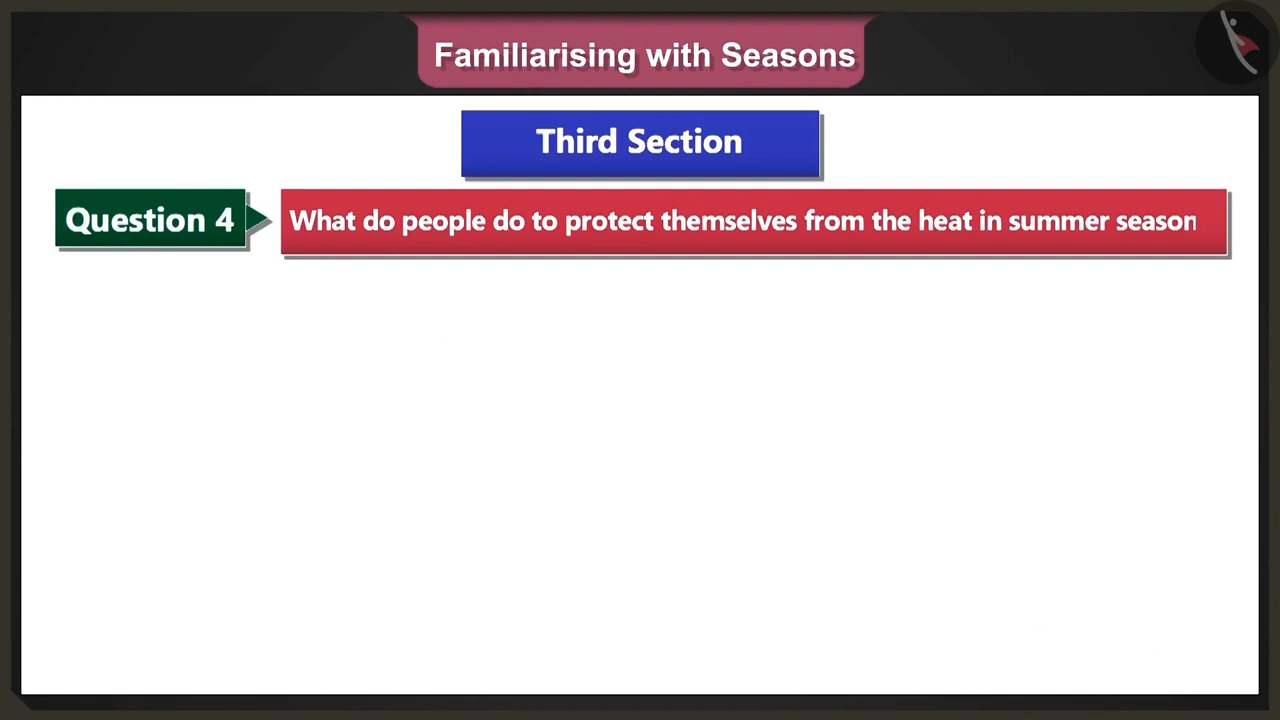 Familiarising with Seasons
Third Section
Question 4
What do people do to protect themselves from the heat in summer season